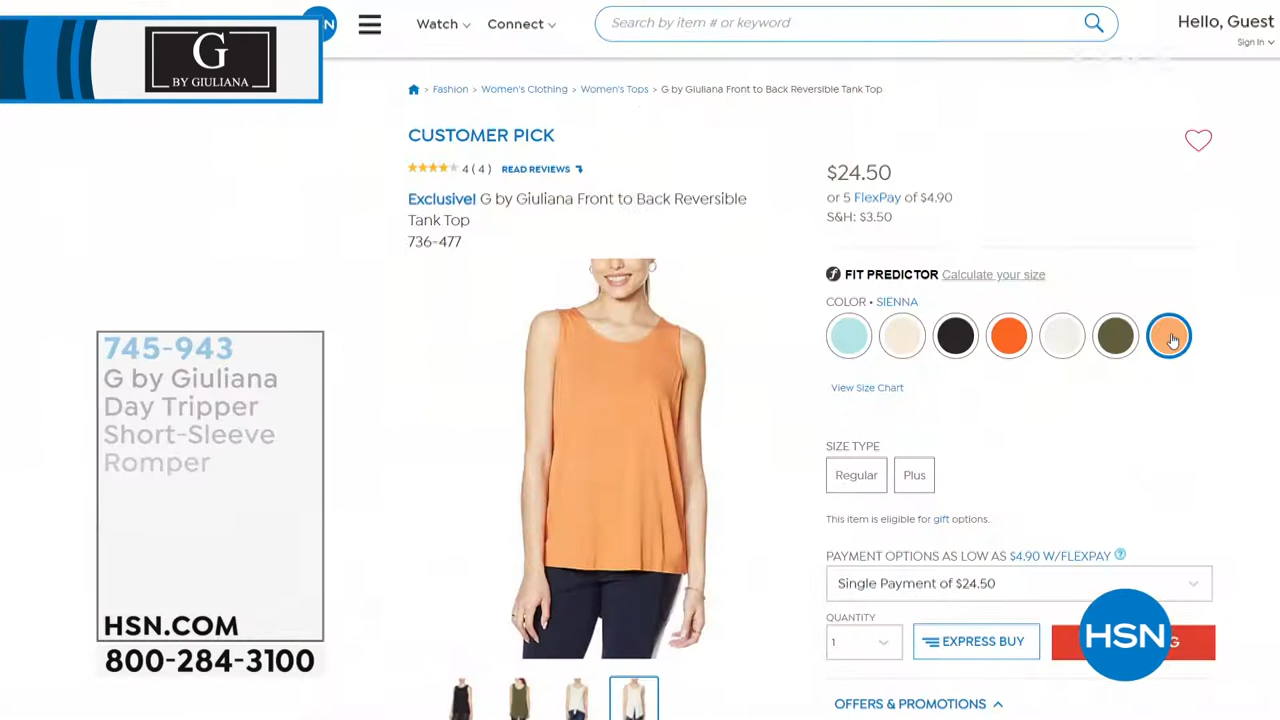 G
BY GIULIANA
N
Watch
Connect
Search by item # or keyword
Hello, Guest
Sign In
> Fashion > Women's Clothing > Women's Tops > G by Giuliana Front to Back Reversible Tank Top
CUSTOMER PICK
4 ( 4 ) READ REVIEWS
Exclusive! G by Giuliana Front to Back Reversible
Tank Top
736-477
$24.50
or 5 FlexPay of $4.90
S&H: $3.50
f FIT PREDICTOR Calculate your size
COLOR • SIENNA
View Size Chart
SIZE TYPE
Regular
Plus
This item is eligible for gift options.
PAYMENT OPTIONS AS LOW AS $4.90 W/FLEXPAY ?
Single Payment of $24.50
QUANTITY
1
EXPRESS BUY
G
HSN
OFFERS & PROMOTIONS
745-943
G by Giuliana
Day Tripper
Short-Sleeve
Romper
HSN.COM
800-284-3100